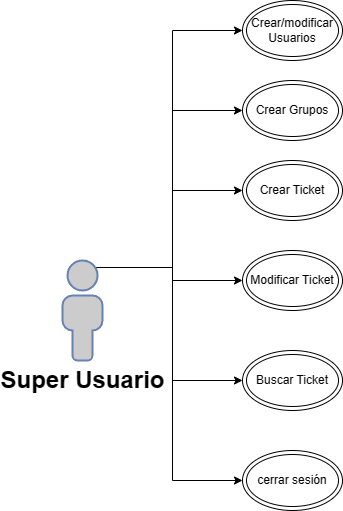 Crear/modificar
Usuarios
Crear Grupos
Crear Ticket
Modificar Ticket
Super Usuario
Buscar Ticket
cerrar sesión